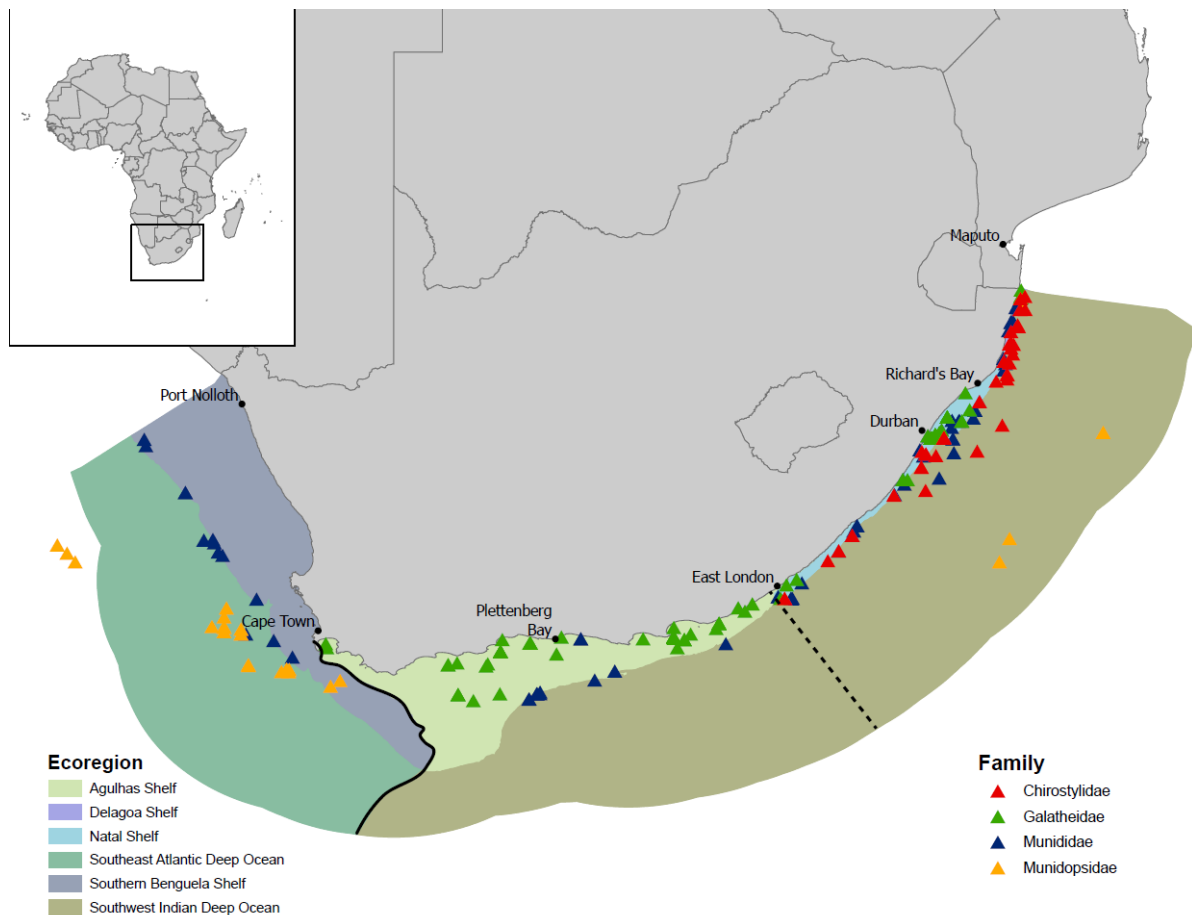 Maputo
Richard's Bay
Port Nolloth
Durban
East London
Plettenberg
Bay
Cape Town
Ecoregion
Agulhas Shelf
Delagoa Shelf
Natal Shelf
Southeast Atlantic Deep Ocean
Southern Benguela Shelf
Southwest Indian Deep Ocean
Family
Chirostylidae
Galatheidae
Munididae
Munidopsidae